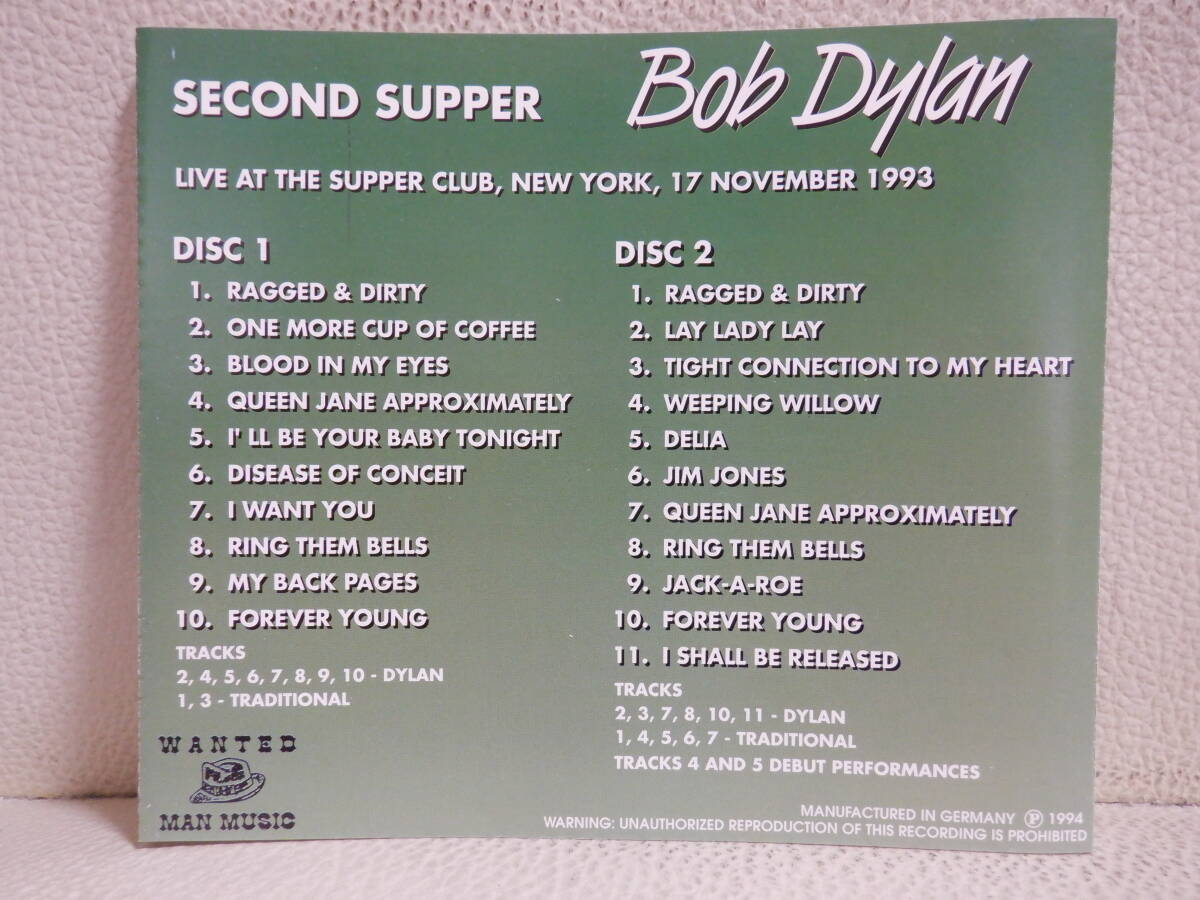 SECOND SUPPER
Bob Dylan
LIVE AT THE SUPPER CLUB, NEW YORK, 17 NOVEMBER 1993
DISC 1
1. RAGGED & DIRTY
2. ONE MORE CUP OF COFFEE
3. BLOOD IN MY EYES
4. QUEEN JANE APPROXIMATELY
5. I' LL BE YOUR BABY TONIGHT
6. DISEASE OF CONCEIT
7. I WANT YOU
8. RING THEM BELLS
9. MY BACK PAGES
10. FOREVER YOUNG
TRACKS
2, 4, 5, 6, 7, 8, 9, 10 - DYLAN
1, 3 - TRADITIONAL
WANTED
MAN MUSIC
DISC 2
1. RAGGED & DIRTY
2. LAY LADY LAY
3. TIGHT CONNECTION TO MY HEART
4. WEEPING WILLOW
5. DELIA
6. JIM JONES
7. QUEEN JANE APPROXIMATELY
8. RING THEM BELLS
9. JACK-A-ROE
10. FOREVER YOUNG
11. I SHALL BE RELEASED
TRACKS
2, 3, 7, 8, 10, 11 - DYLAN
1, 4, 5, 6, 7 - TRADITIONAL
TRACKS 4 AND 5 DEBUT PERFORMANCES
MANUFACTURED IN GERMANY ℗ 1994
WARNING: UNAUTHORIZED REPRODUCTION OF THIS RECORDING IS PROHIBITED